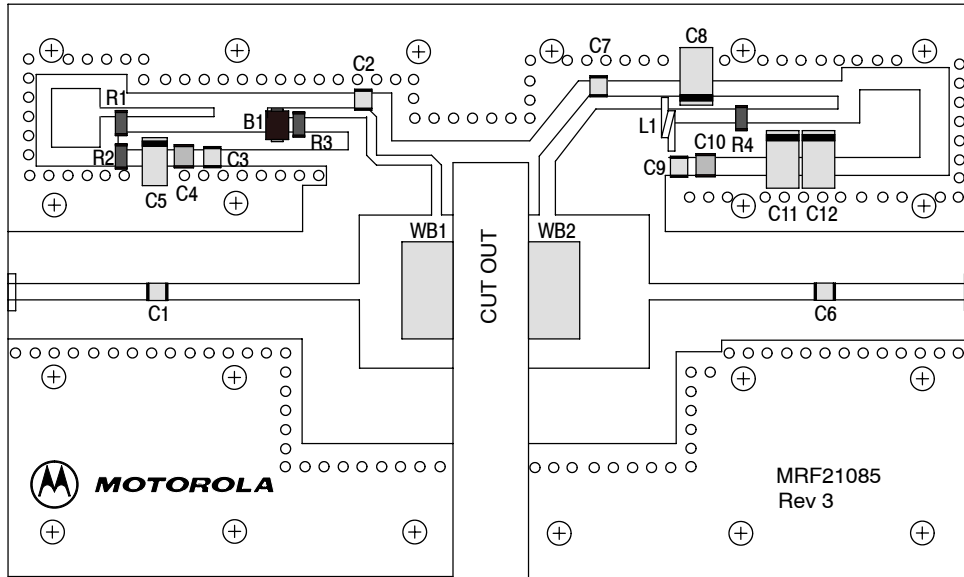 C8
C2
C7
R1
B1
R3
L1
R4
R2
C5
C4
C3
C9
C10
C11
C12
WB1
WB2
CUT OUT
C1
C6
MOTOROLA
MRF21085
Rev 3